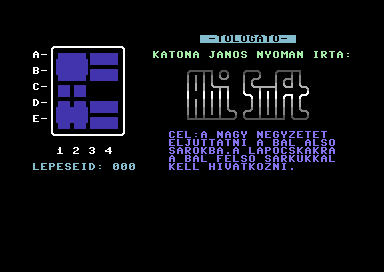 -TOLOGATO-
KATONA JANOS NYOMAN IRTA:
A-
B-
C-
D-
E-
1 2 3 4
LEPESEID: 000
CEL:A NAGY NEGYZETET
ELJUTTATNI A BAL ALSO
SAROKBA.A LAPOCSKAKRA
A BAL FELSO SARKUKKAL
KELL HIVATKOZNI.